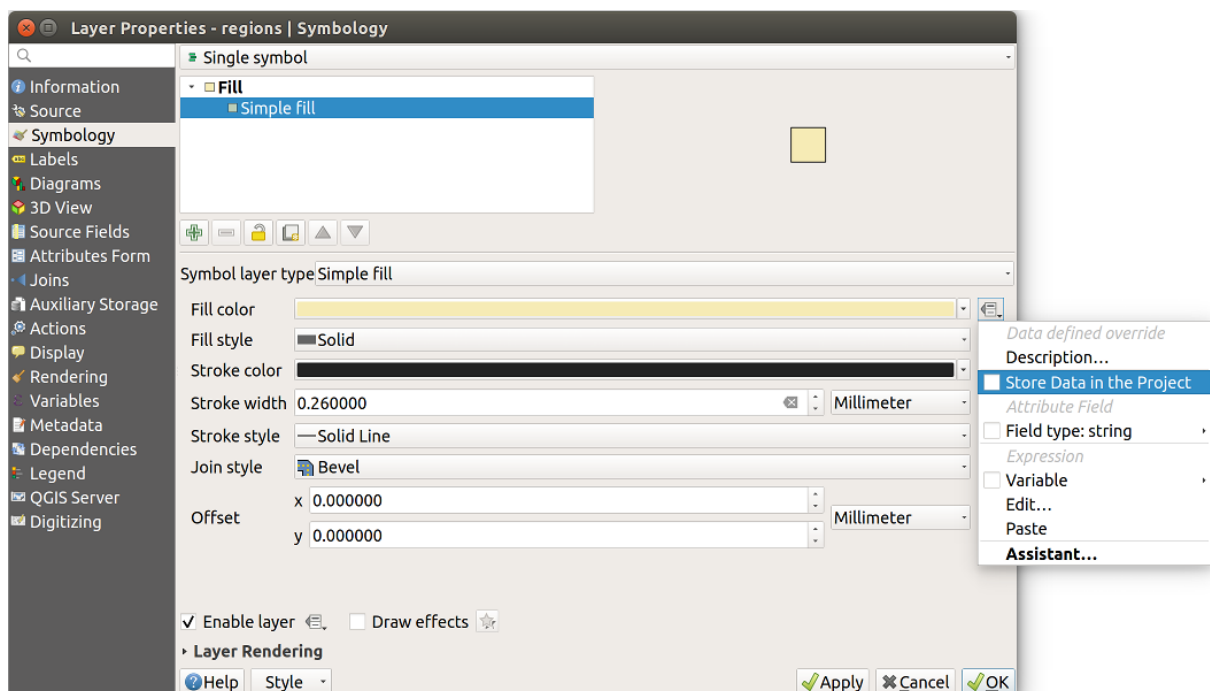 Layer Properties - regions | Symbology
Single symbol
Information
Source
Symbology
Labels
Diagrams
3D View
Source Fields
Attributes Form
Joins
Auxiliary Storage
Actions
Display
Rendering
Variables
Metadata
Dependencies
Legend
QGIS Server
Digitizing
Fill
Simple fill
Symbol layer type Simple fill
Fill color
Fill style Solid
Stroke color
Stroke width 0.260000 Millimeter
Stroke style Solid Line
Join style Bevel
Offset
x 0.000000
y 0.000000
Millimeter
Data defined override
Description...
Store Data in the Project
Attribute Field
Field type: string
Expression
Variable
Edit...
Paste
Assistant...
Enable layer Draw effects
Layer Rendering
Help Style Apply Cancel OK